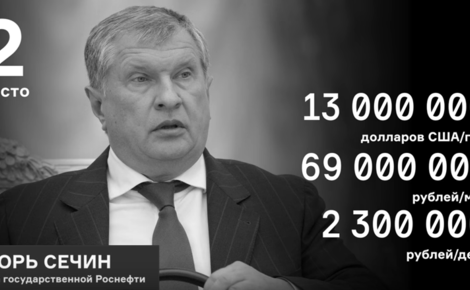 2
сто
13 000 00
долларов США/г
69 000 00
рублей/м
2 300 00
рублей/де
ОРЬ СЕЧИН
государственной Роснефти